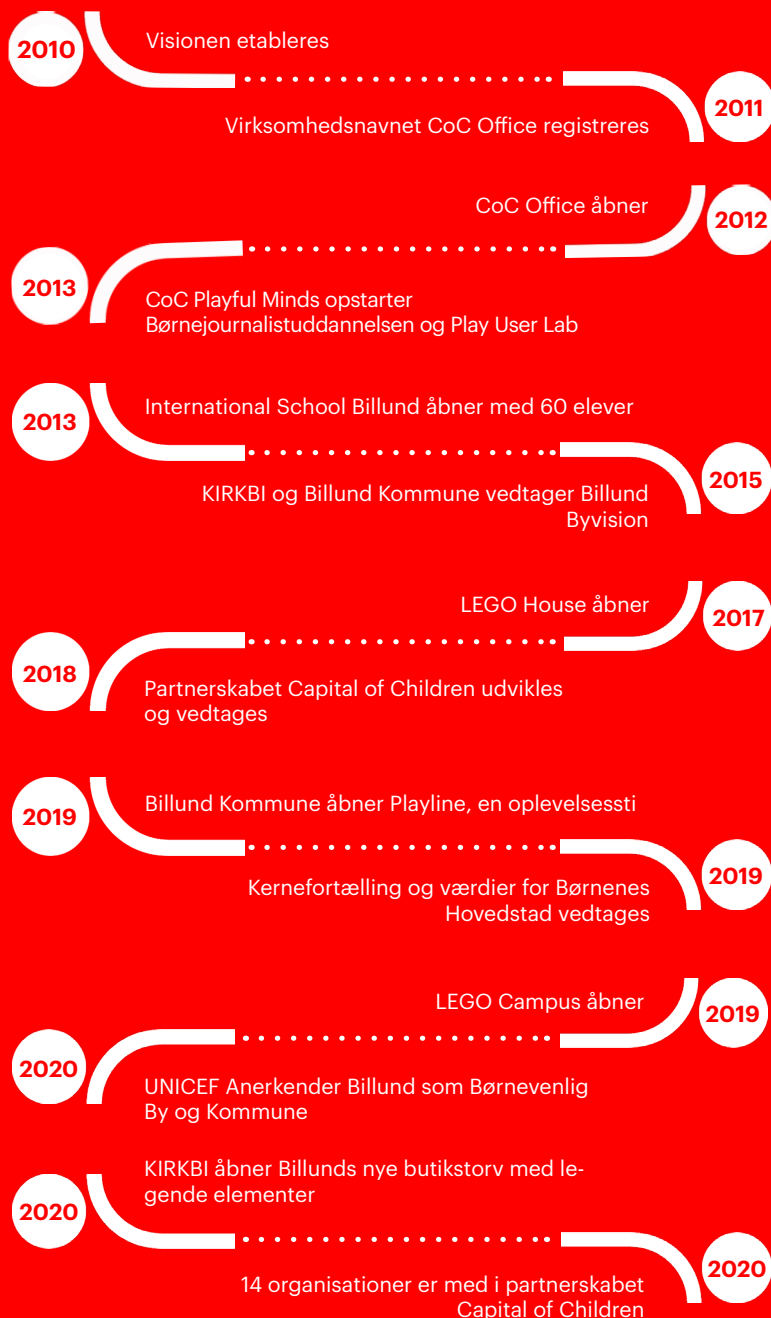 2010
Visionen etableres
2011
Virksomhedsnavnet CoC Office registreres
CoC Office åbner
2012
2013
CoC Playful Minds opstarter
Børnejournalistuddannelsen og Play User Lab
2013
International School Billund åbner med 60 elever
2015
KIRKBI og Billund Kommune vedtager Billund
Byvision
LEGO House åbner
2017
2018
Partnerskabet Capital of Children udvikles
og vedtages
2019
Billund Kommune åbner Playline, en oplevelsessti
2019
Kernefortælling og værdier for Børnenes
Hovedstad vedtages
LEGO Campus åbner
2019
2020
UNICEF Anerkender Billund som Børnevenlig
By og Kommune
KIRKBI åbner Billunds nye butikstorv med le-
gende elementer
2020
2020
14 organisationer er med i partnerskabet
Capital of Children